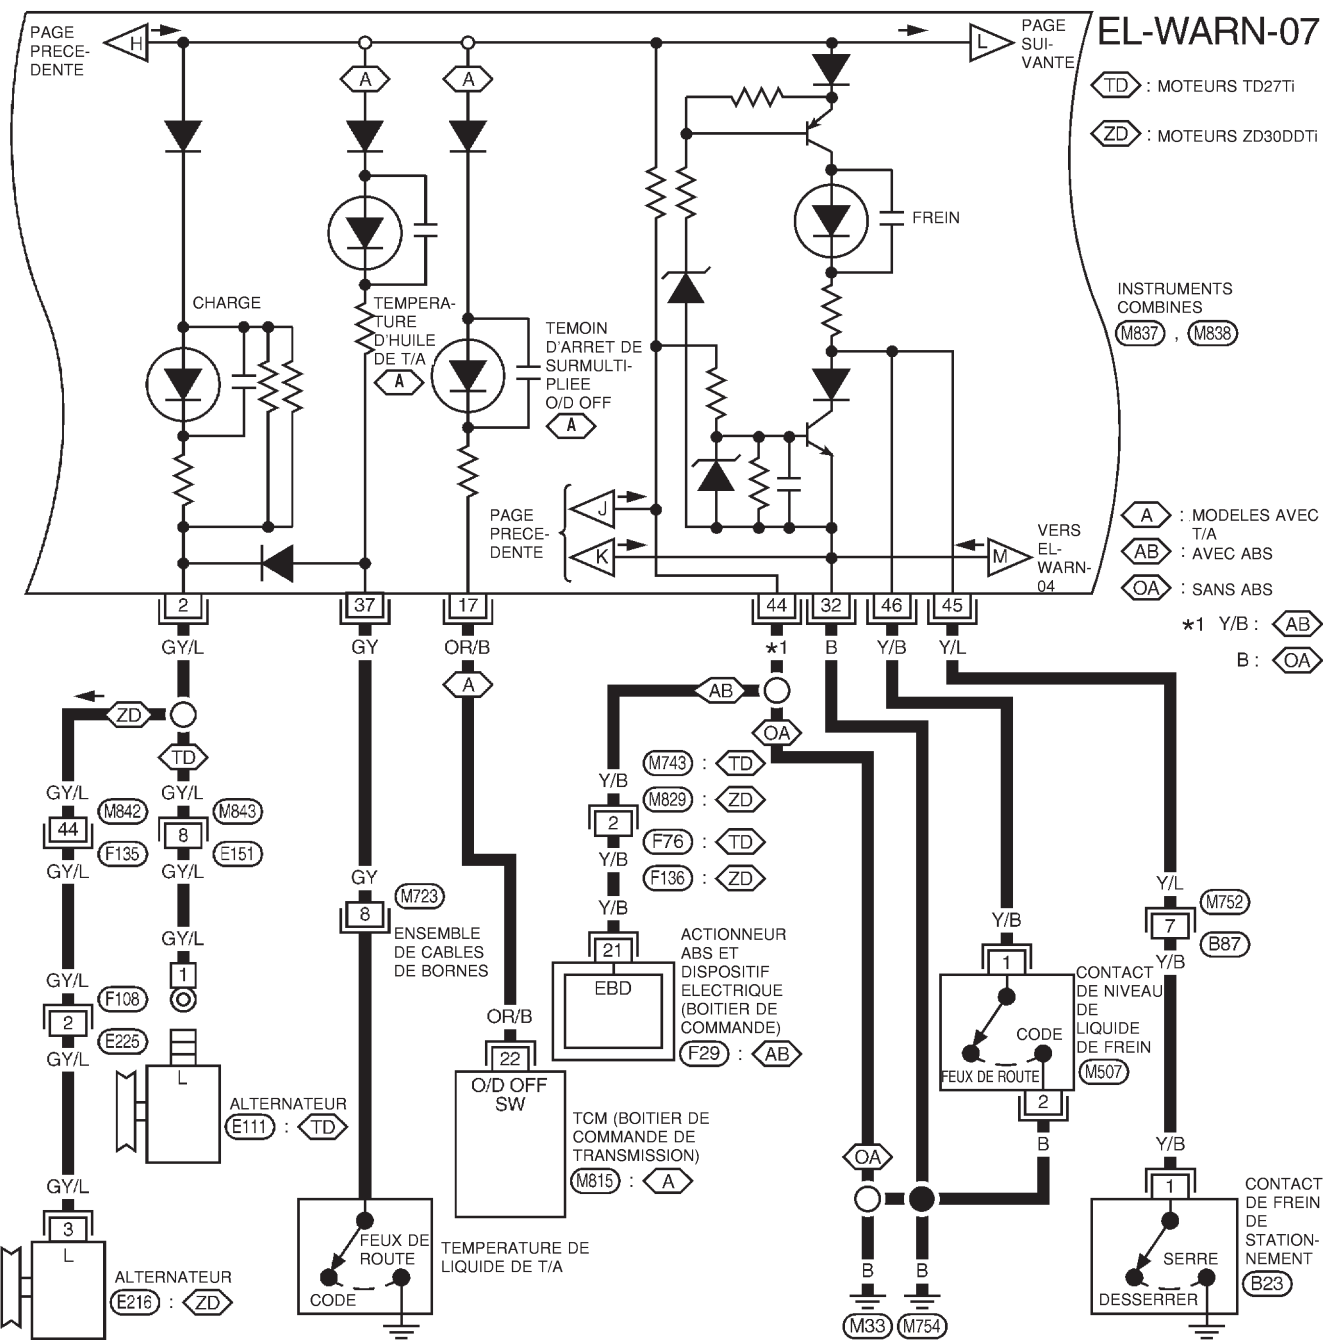 EL-WARN-07
PAGE
PRECE-
DENTE
H
A
A
PAGE
SUI-
VANTE
L
TD : MOTEURS TD27Ti
ZD : MOTEURS ZD30DDTi
FREIN
INSTRUMENTS
COMBINES
M837 , M838
CHARGE
TEMPERA-
TURE
D'HUILE
DE T/A
A
TEMOIN
D'ARRET DE
SURMULTI-
PLIEE
O/D OFF
A
PAGE
PRECE-
DENTE
J
K
M
VERS
EL-
WARN-
04
A : MODELES AVEC
T/A
AB : AVEC ABS
OA : SANS ABS
*1 Y/B : AB
B : OA
2
37
17
44
32
46
45
GY/L
GY
OR/B
*1
B
Y/B
Y/L
A
AB
OA
ZD
TD
GY/L
GY/L
M842
M843
44
8
F135
E151
GY/L
GY/L
GY/L
1
GY/L
F108
2
E225
GY/L
L
ALTERNATEUR
E111 : TD
GY/L
3
L
ALTERNATEUR
E216 : ZD
GY
M723
8
ENSEMBLE
DE CABLES
DE BORNES
FEUX DE
ROUTE
CODE
TEMPERATURE DE
LIQUIDE DE T/A
OR/B
22
O/D OFF
SW
TCM (BOITIER DE
COMMANDE DE
TRANSMISSION)
M815 : A
Y/B
2
Y/B
M743 : TD
M829 : ZD
F76 : TD
F136 : ZD
Y/B
21
EBD
ACTIONNEUR
ABS ET
DISPOSITIF
ELECTRIQUE
(BOITIER DE
COMMANDE)
F29 : AB
Y/B
1
CODE
FEUX DE ROUTE
2
CONTACT
DE NIVEAU
DE
LIQUIDE
DE FREIN
M507
B
OA
B
B
M33
M754
Y/L
M752
7
B87
Y/B
Y/B
1
SERRE
DESSERRER
CONTACT
DE FREIN
DE
STATION-
NEMENT
B23